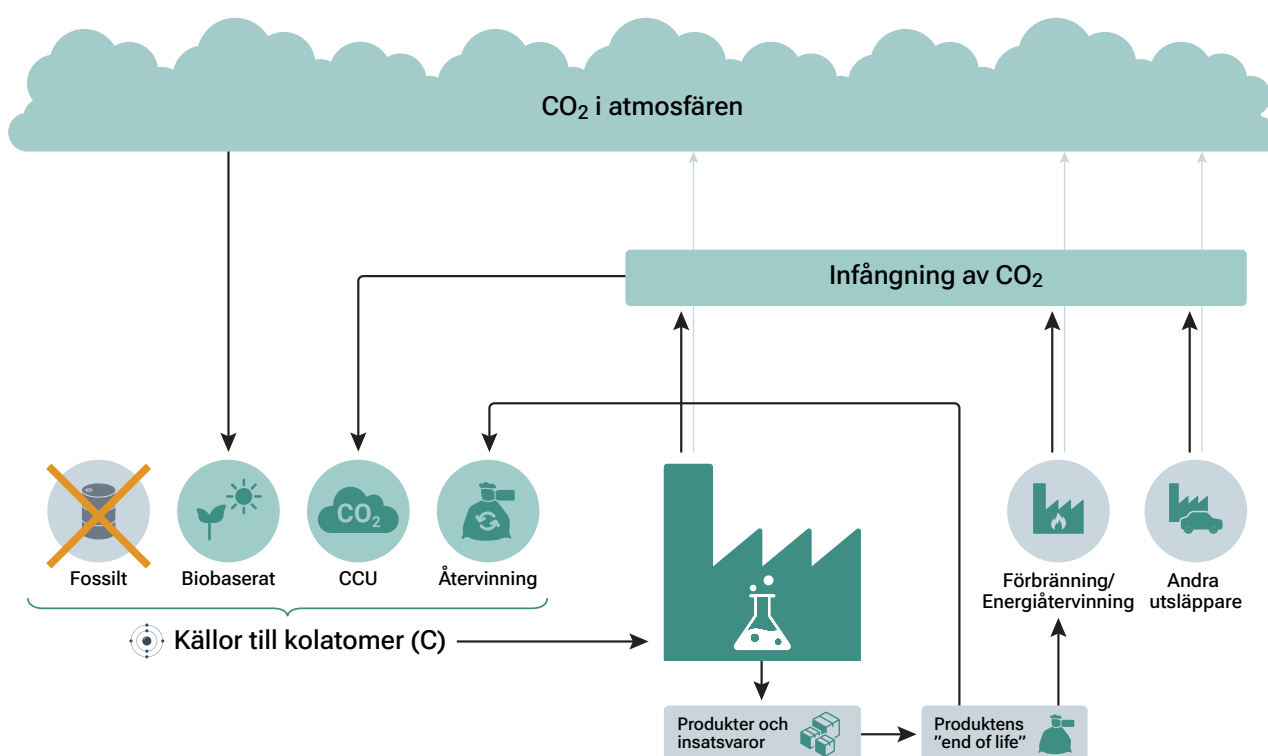 CO₂ i atmosfären
Infångning av CO₂
CO₂
Fossilt
Biobaserat
CCU
Återvinning
Förbränning/
Energiåtervinning
Andra
utsläppare
Källor till kolatomer (C)
Produkter och
insatsvaror
Produktens
”end of life”